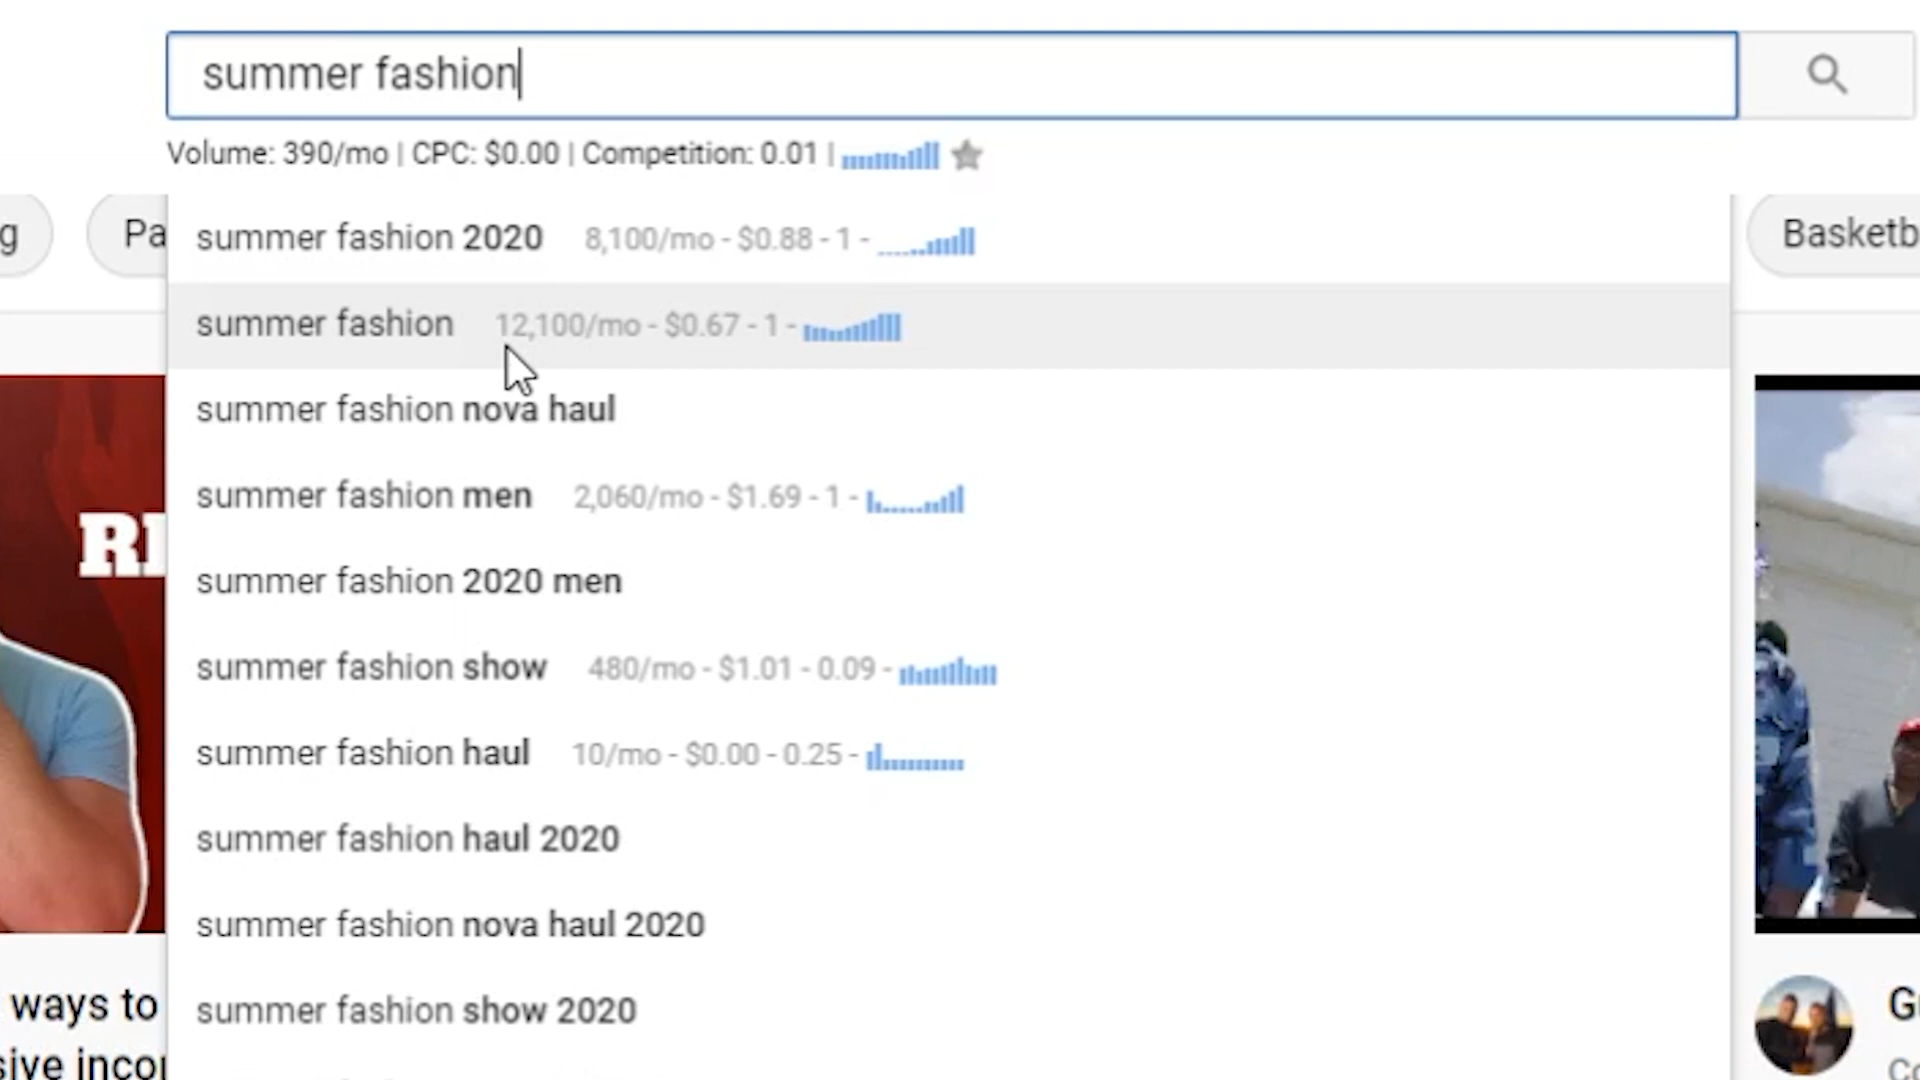 summer fashion
Volume: 390/mo | CPC: $0.00 | Competition: 0.01 |
g
Pa
Basketb
summer fashion 2020 8,100/mo - $0.88 - 1 -
summer fashion 12,100/mo - $0.67 - 1 -
summer fashion nova haul
summer fashion men 2,060/mo - $1.69 - 1 -
summer fashion 2020 men
summer fashion show 480/mo - $1.01 - 0.09 -
summer fashion haul 10/mo - $0.00 - 0.25 -
summer fashion haul 2020
summer fashion nova haul 2020
summer fashion show 2020
ways to